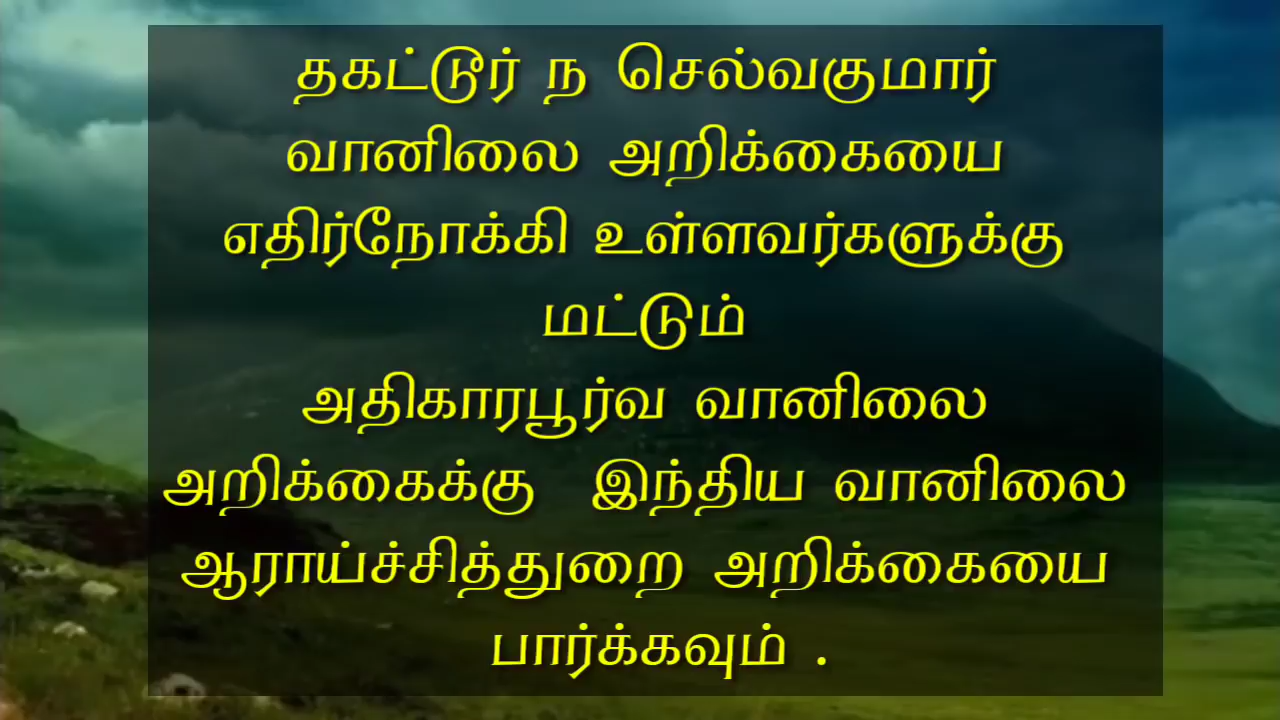 தகட்டூர் ந செல்வகுமார்
வானிலை அறிக்கையை
எதிர்நோக்கி உள்ளவர்களுக்கு
மட்டும்
அதிகாரபூர்வ வானிலை
அறிக்கைக்கு இந்திய வானிலை
ஆராய்ச்சித்துறை அறிக்கையை
பார்க்கவும் .